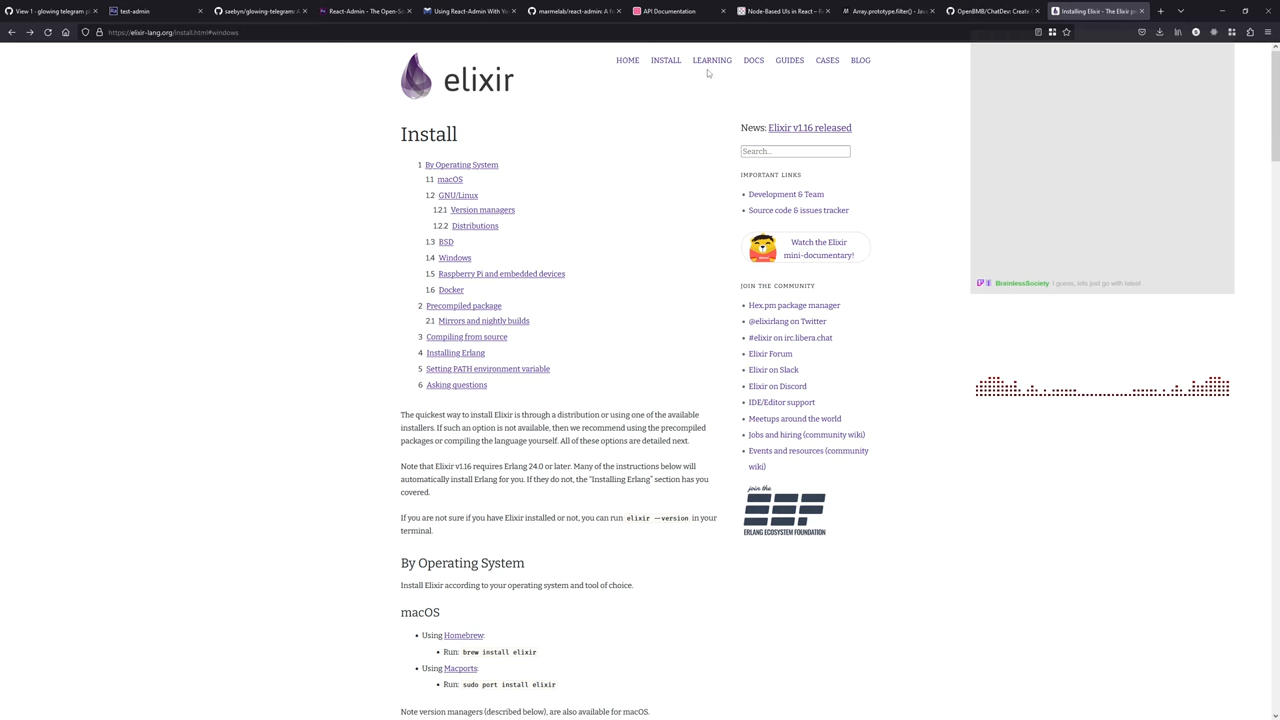 View 1 - glowing telegram p
test-admin
saebyn/glowing-telegram: A
React-Admin - The Open-So
React-Admin With
marmelab/react-admin: A f
API Documentation
Node-Based UIs in React – R
Array.prototype.filter() - Ja
OpenBMB/ChatDev: Create
Installing Elixir - The Elixir p
https://elixir-lang.org/install.html#windows
elixir
HOME INSTALL LEARNING DOCS GUIDES CASES BLOG
Install
1 By Operating System
1.1 macOS
1.2 GNU/Linux
1.2.1 Version managers
1.2.2 Distributions
1.3 BSD
1.4 Windows
1.5 Raspberry Pi and embedded devices
1.6 Docker
2 Precompiled package
2.1 Mirrors and nightly builds
3 Compiling from source
4 Installing Erlang
5 Setting PATH environment variable
6 Asking questions
The quickest way to install Elixir is through a distribution or using one of the available
installers. If such an option is not available, then we recommend using the precompiled
packages or compiling the language yourself. All of these options are detailed next.
Note that Elixir v1.16 requires Erlang 24.0 or later. Many of the instructions below will
automatically install Erlang for you. If they do not, the “Installing Erlang” section has you
covered.
If you are not sure if you have Elixir installed or not, you can run elixir --version in your
terminal.
By Operating System
Install Elixir according to your operating system and tool of choice.
macOS
• Using Homebrew:
• Run: brew install elixir
• Using Macports:
• Run: sudo port install elixir
Note version managers (described below), are also available for macOS.
News: Elixir v1.16 released
Search...
IMPORTANT LINKS
• Development & Team
• Source code & issues tracker
Watch the Elixir
mini-documentary!
JOIN THE COMMUNITY
• Hex.pm package manager
• @elixirlang on Twitter
• #elixir on irc.libera.chat
• Elixir Forum
• Elixir on Slack
• Elixir on Discord
• IDE/Editor support
• Meetups around the world
• Jobs and hiring (community wiki)
• Events and resources (community
wiki)
join the
ERLANG ECOSYSTEM FOUNDATION
BrainlessSociety I guess, lets just go with latest